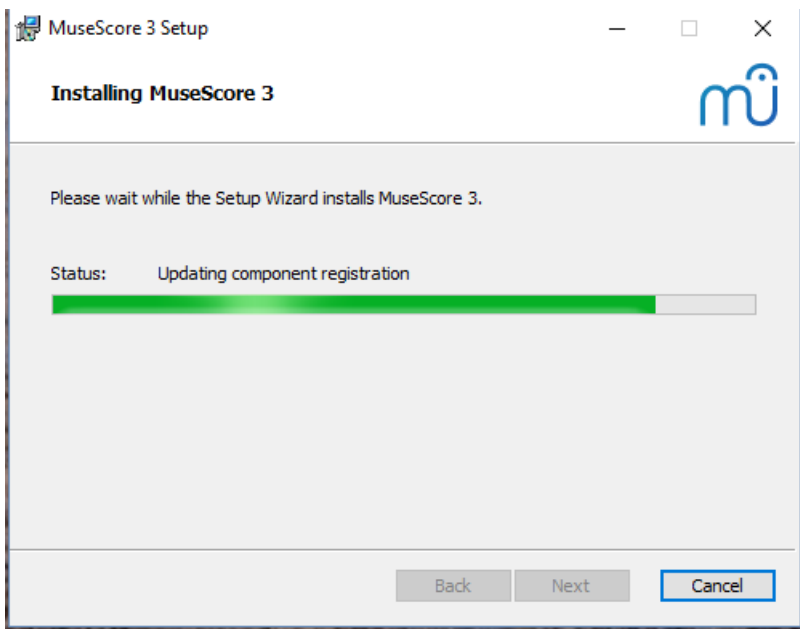 MuseScore 3 Setup
Installing MuseScore 3
Please wait while the Setup Wizard installs MuseScore 3.
Status: Updating component registration
Back Next Cancel